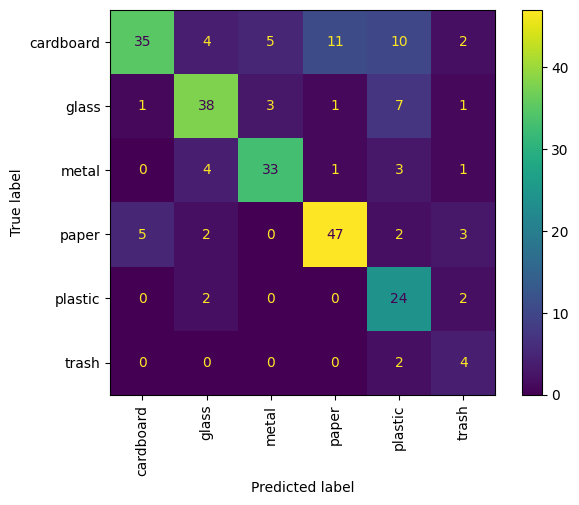 True label
cardboard 35 4 5 11 10 2
glass 1 38 3 1 7 1
metal 0 4 33 1 3 1
paper 5 2 0 47 2 3
plastic 0 2 0 0 24 2
trash 0 0 0 0 2 4
cardboard glass metal paper plastic trash
Predicted label
40
30
20
10
0